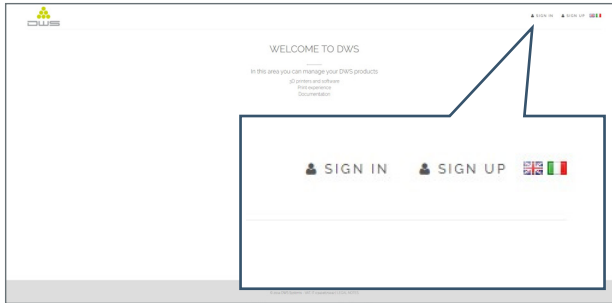 DWS
SIGN IN SIGN UP
WELCOME TO DWS
In this area you can manage your DWS products
3D printers and software
Print experience
Documentation
SIGN IN SIGN UP